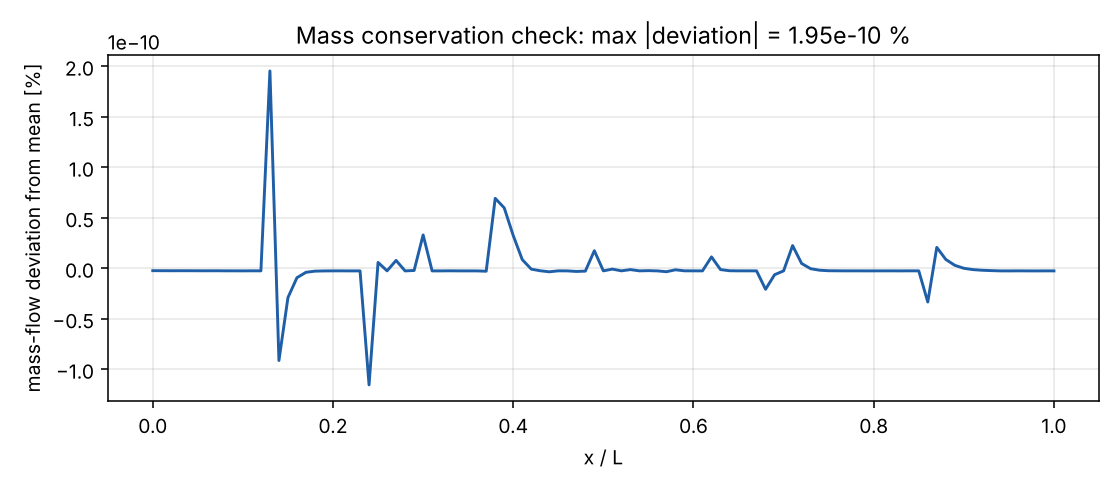 Mass conservation check: max |deviation| = 1.95e-10 %
1e−10
mass-flow deviation from mean [%]
2.0
1.5
1.0
0.5
0.0
−0.5
−1.0
0.0 0.2 0.4 0.6 0.8 1.0
x / L